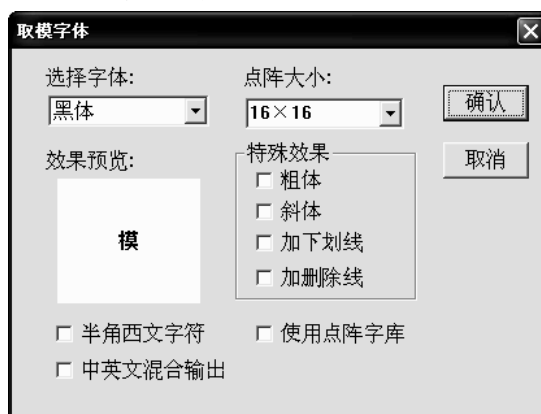 取模字体
选择字体: 点阵大小:
黑体 16×16 确认
效果预览: 特殊效果 取消
粗体
斜体
模 加下划线
加删除线
半角西文字符 使用点阵字库
中英文混合输出